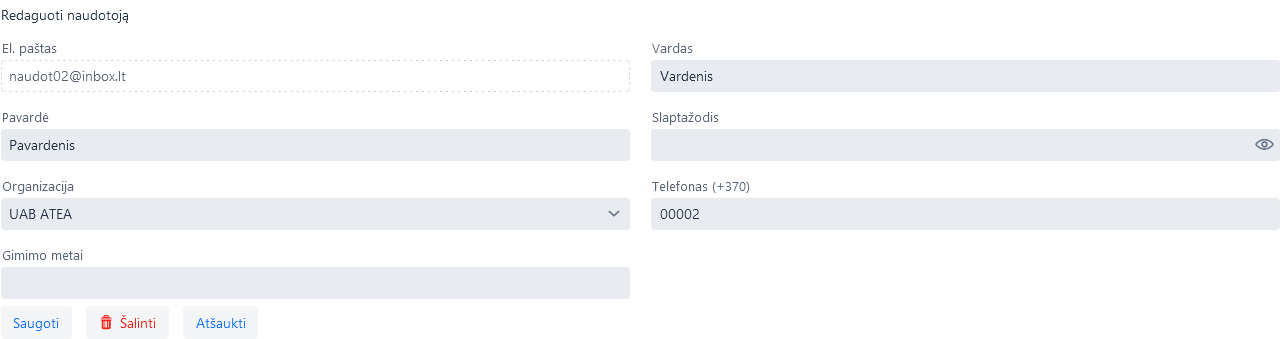 Redaguoti naudotoją
El. paštas
Vardas
naudot02@inbox.lt
Vardenis
Pavardė
Slaptažodis
Pavardenis
Organizacija
Telefonas (+370)
UAB ATEA
00002
Gimimo metai
Saugoti
Šalinti
Atšaukti